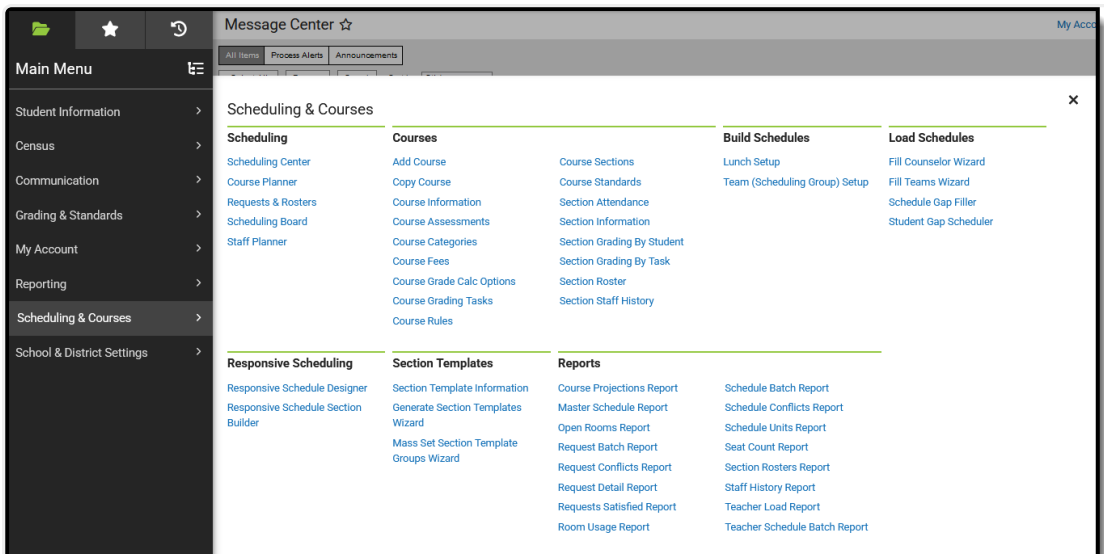 Message Center
My Acco
All Items Process Alerts Announcements
Main Menu
Student Information
Census
Communication
Grading & Standards
My Account
Reporting
Scheduling & Courses
School & District Settings
Scheduling & Courses
Scheduling
Scheduling Center
Course Planner
Requests & Rosters
Scheduling Board
Staff Planner
Courses
Add Course
Copy Course
Course Information
Course Assessments
Course Categories
Course Fees
Course Grade Calc Options
Course Grading Tasks
Course Rules
Course Sections
Course Standards
Section Attendance
Section Information
Section Grading By Student
Section Grading By Task
Section Roster
Section Staff History
Build Schedules
Lunch Setup
Team (Scheduling Group) Setup
Load Schedules
Fill Counselor Wizard
Fill Teams Wizard
Schedule Gap Filler
Student Gap Scheduler
Responsive Scheduling
Responsive Schedule Designer
Responsive Schedule Section
Builder
Section Templates
Section Template Information
Generate Section Templates
Wizard
Mass Set Section Template
Groups Wizard
Reports
Course Projections Report
Master Schedule Report
Open Rooms Report
Request Batch Report
Request Conflicts Report
Request Detail Report
Requests Satisfied Report
Room Usage Report
Schedule Batch Report
Schedule Conflicts Report
Schedule Units Report
Seat Count Report
Section Rosters Report
Staff History Report
Teacher Load Report
Teacher Schedule Batch Report